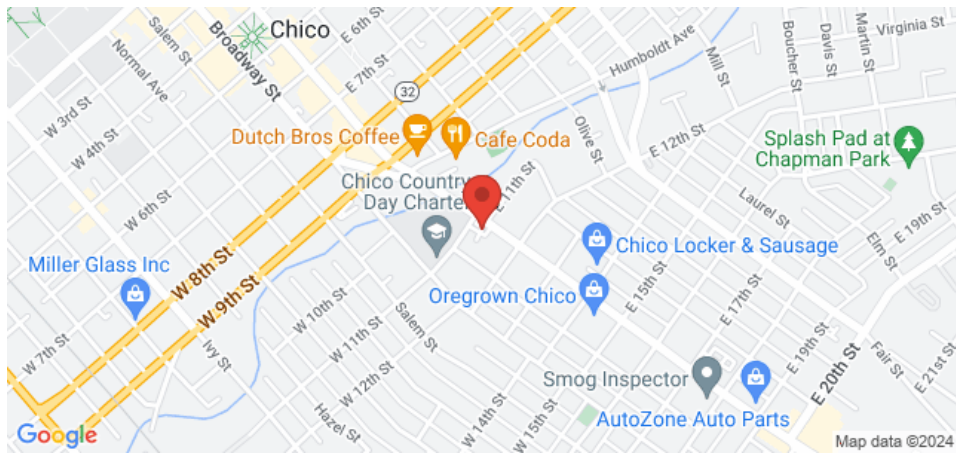 Chico
E 6th St
Salem St
Normal Ave
Broadway St
E 7th St
32
Humboldt Ave
Mill St
Boucher St
Davis St
Martin St
Virginia St
W 3rd St
W 4th St
Dutch Bros Coffee
Cafe Coda
Olive St
E 12th St
Splash Pad at
Chapman Park
Chico Country
Day Charter
E 11th St
W 6th St
Laurel St
E 19th St
Elm St
Miller Glass Inc
W 8th St
W 9th St
Chico Locker & Sausage
Oregrown Chico
E 15th St
E 17th St
W 7th St
Ivy St
W 10th St
W 11th St
Salem St
W 12th St
Hazel St
W 14th St
W 15th St
Smog Inspector
AutoZone Auto Parts
E 19th St
E 20th St
Fair St
E 21st St
Google
Map data ©2024